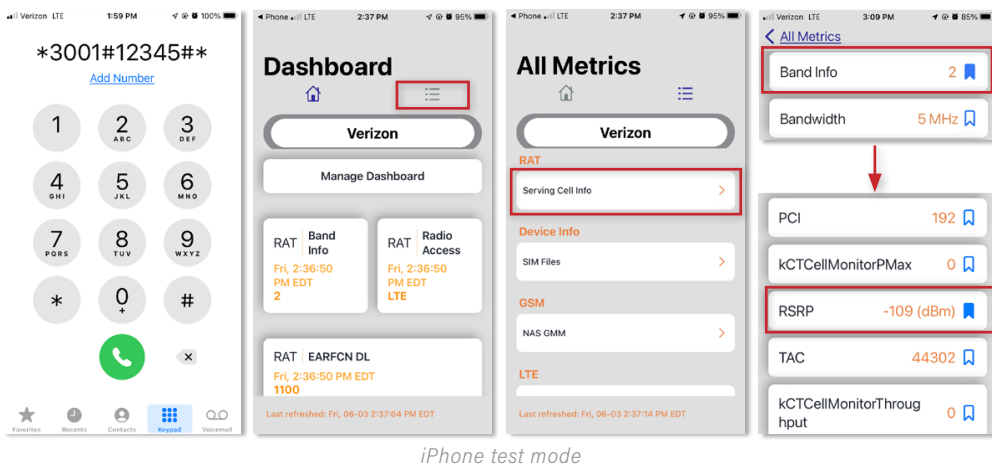 Verizon LTE 1:59 PM 100%
*3001#12345#*
Add Number
1
2
ABC
3
DEF
4
GHI
5
JKL
6
MNO
7
PQRS
8
TUV
9
WXYZ
*
0
+
#
Favorites
Recents
Contacts
Keypad
Voicemail
Phone LTE 2:37 PM 95%
Dashboard
Verizon
Manage Dashboard
RAT Band
Info
Fri, 2:36:50
PM EDT
2
RAT Radio
Access
Fri, 2:36:50
PM EDT
LTE
RAT EARFCN DL
Fri, 2:36:50 PM EDT
1100
Last refreshed: Fri, 06-03 2:37:04 PM EDT
Phone LTE 2:37 PM 95%
All Metrics
Verizon
RAT
Serving Cell Info
Device Info
SIM Files
GSM
NAS GMM
LTE
Last refreshed: Fri, 06-03 2:37:14 PM EDT
Verizon LTE 3:09 PM 85%
All Metrics
Band Info 2
Bandwidth 5 MHz
PCI 192
kCTCellMonitorPMax 0
RSRP -109 (dBm)
TAC 44302
kCTCellMonitorThroug
hput 0
iPhone test mode